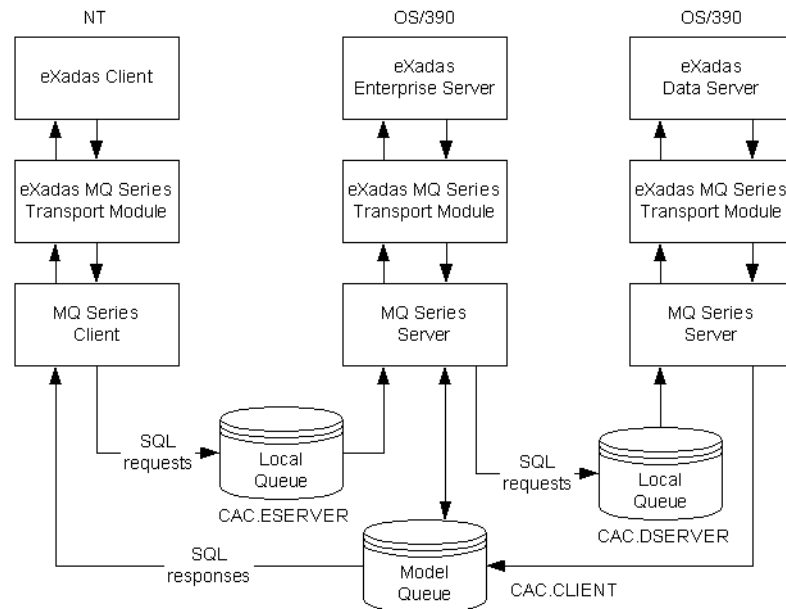 NT
OS/390
OS/390
eXadas Client
eXadas
Enterprise Server
eXadas
Data Server
eXadas MQ Series
Transport Module
eXadas MQ Series
Transport Module
eXadas MQ Series
Transport Module
MQ Series
Client
MQ Series
Server
MQ Series
Server
SQL
requests
Local
Queue
CAC.ESERVER
SQL
requests
Local
Queue
CAC.DSERVER
SQL
responses
Model
Queue
CAC.CLIENT